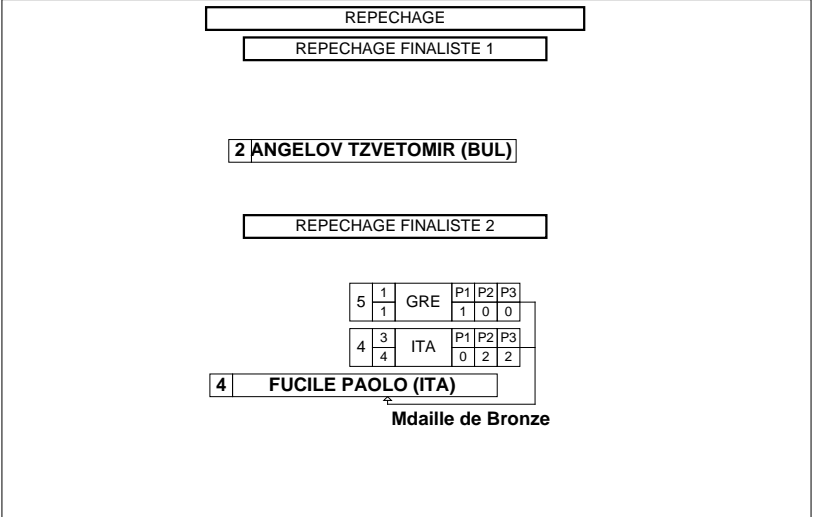 REPECHAGE
REPECHAGE FINALISTE 1
2 ANGELOV TZVETOMIR (BUL)
REPECHAGE FINALISTE 2
5 1 GRE P1 P2 P3
1 1 0 0
4 3 ITA P1 P2 P3
4 0 2 2
4 FUCILE PAOLO (ITA)
Mdaille de Bronze